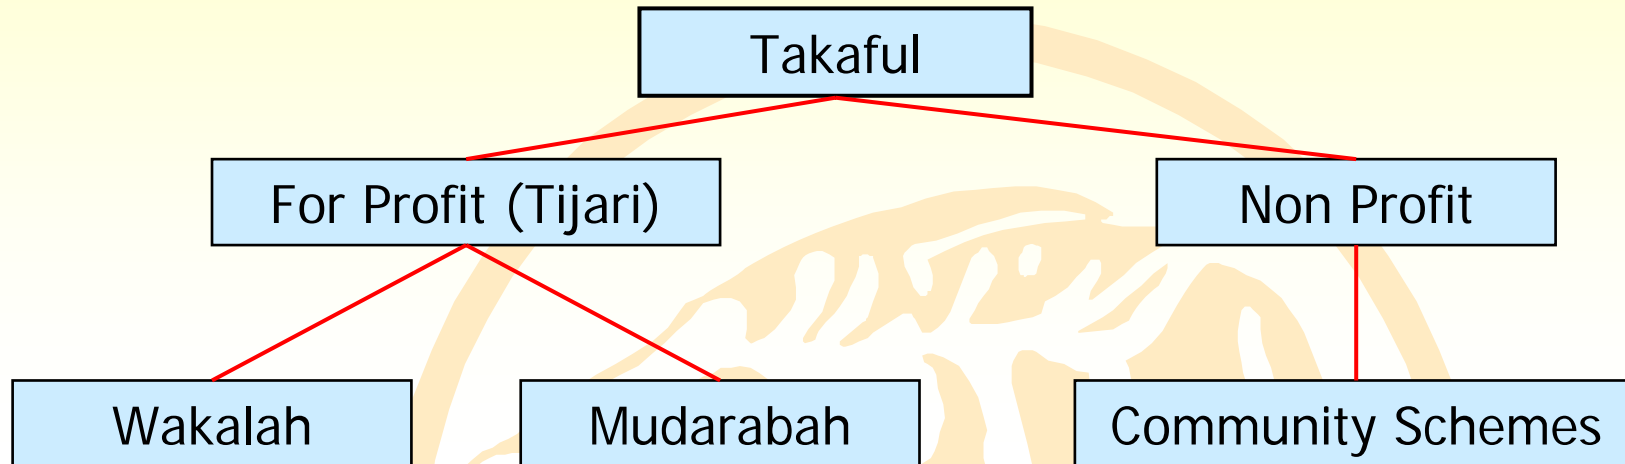 Takaful
For Profit (Tijari)
Non Profit
Wakalah
Mudarabah
Community Schemes